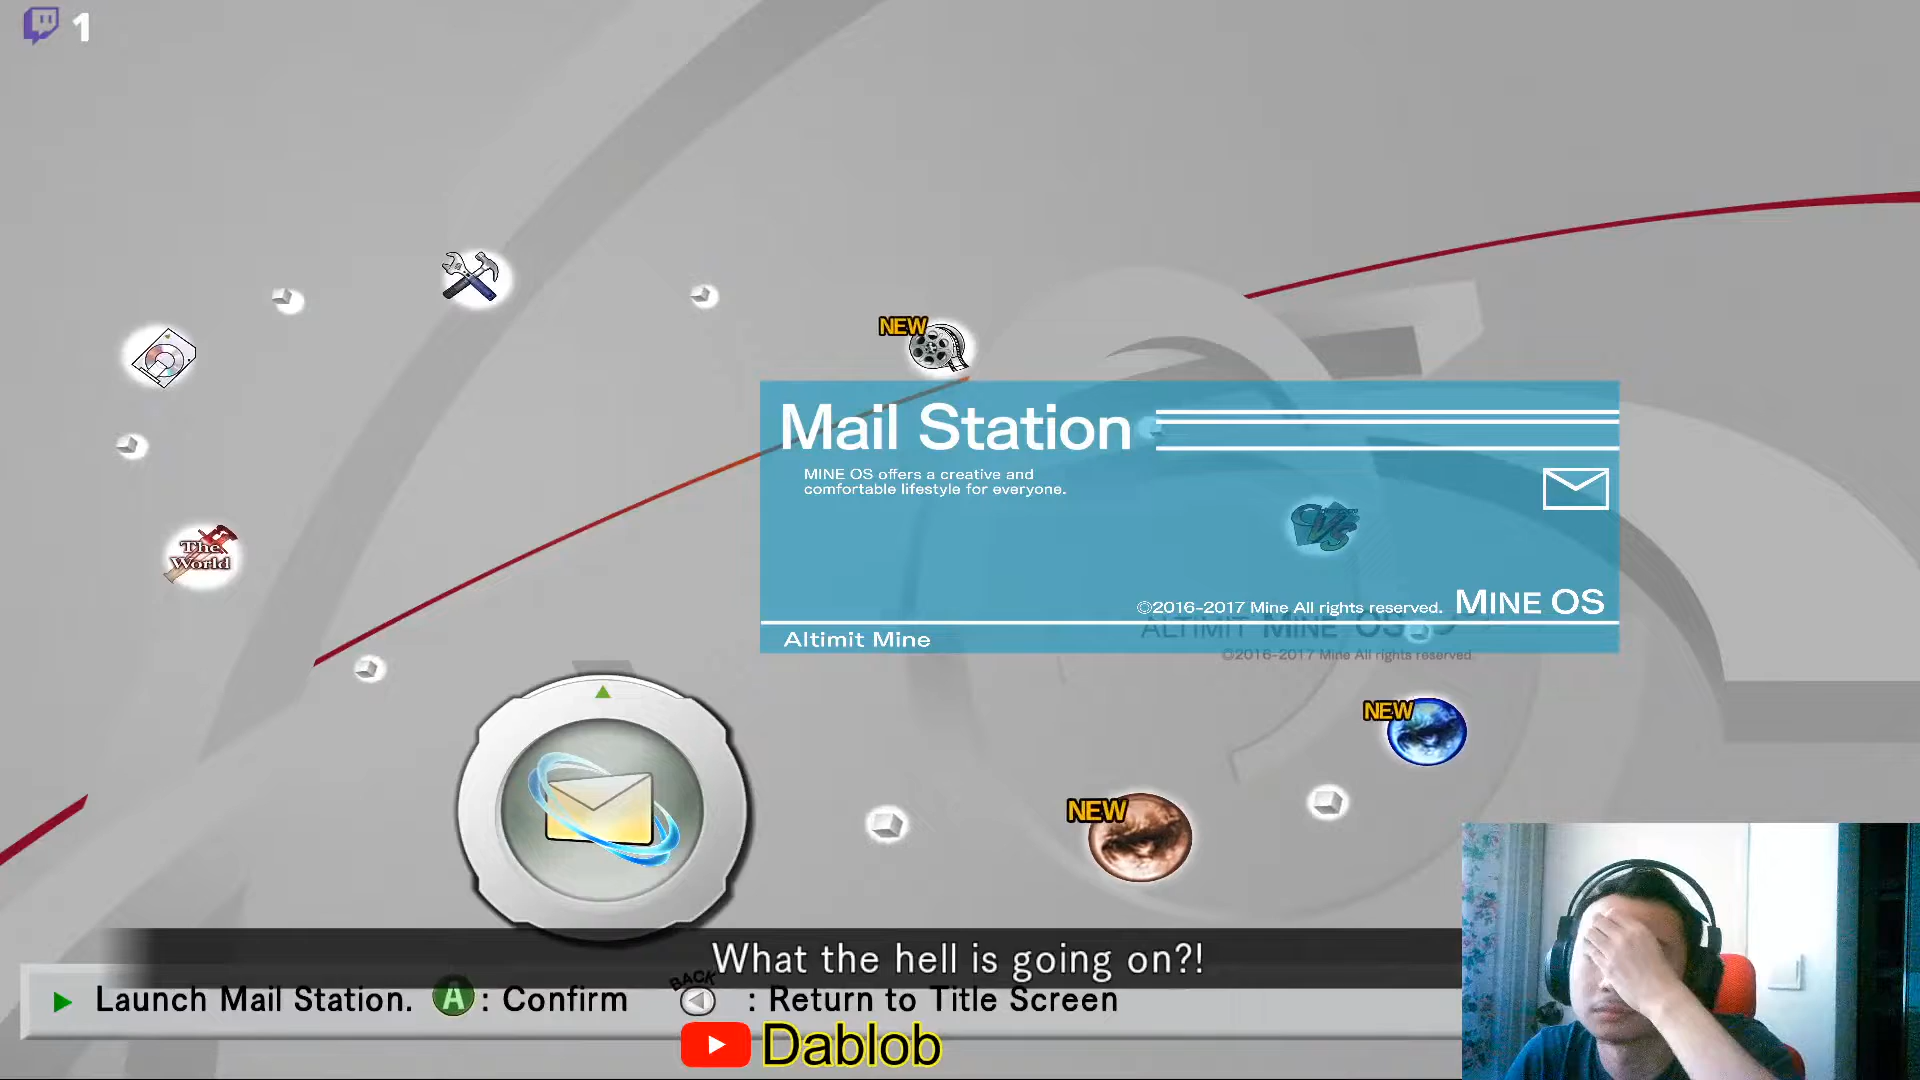 1
NEW
Mail Station
MINE OS offers a creative and
comfortable lifestyle for everyone.
The
World
©2016-2017 Mine All rights reserved. MINE OS
ALTIMIT MINE OS
Altimit Mine
©2016-2017 Mine All rights reserved.
NEW
NEW
What the hell is going on?!
BACK
Launch Mail Station. A : Confirm : Return to Title Screen
Dablob